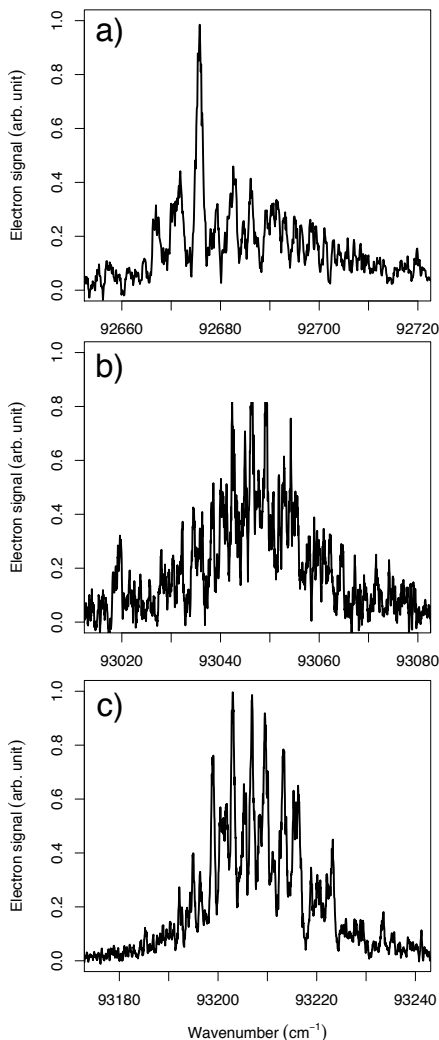 a)
Electron signal (arb. unit)
1.0
0.8
0.6
0.4
0.2
0.0
92660 92680 92700 92720
b)
Electron signal (arb. unit)
1.0
0.8
0.6
0.4
0.2
0.0
93020 93040 93060 93080
c)
Electron signal (arb. unit)
1.0
0.8
0.6
0.4
0.2
0.0
93180 93200 93220 93240
Wavenumber (cm⁻¹)